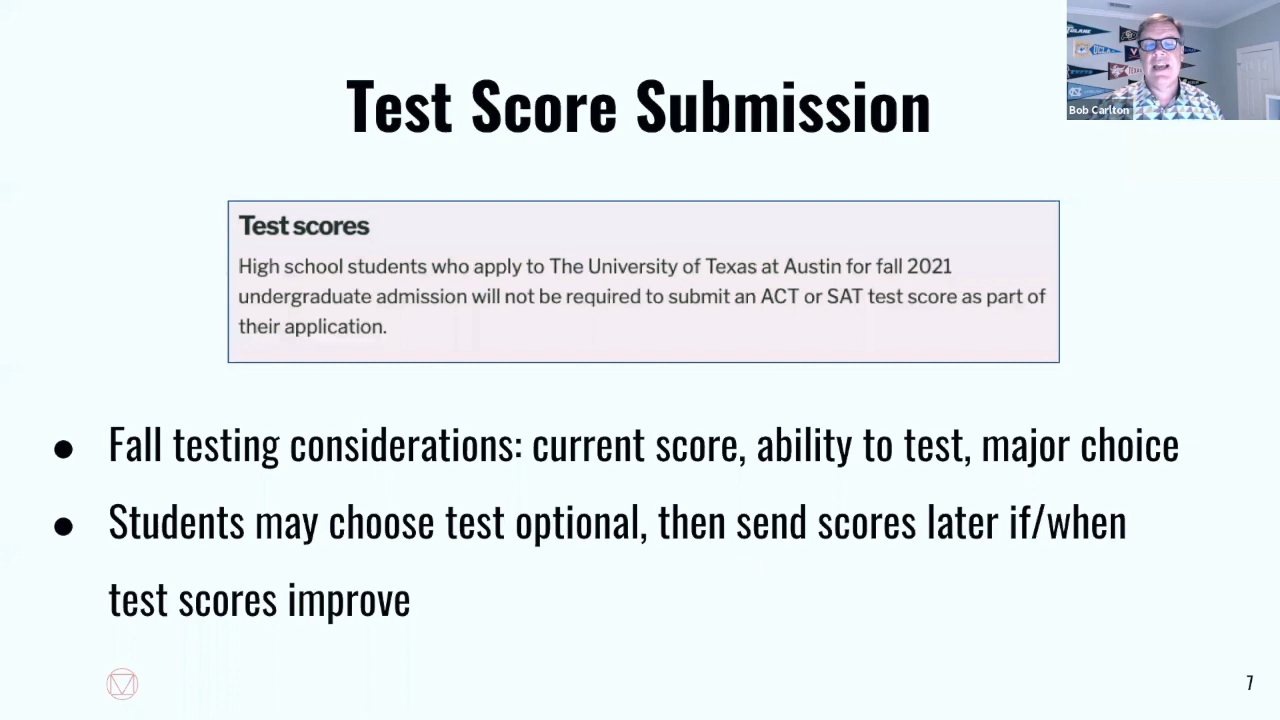 Test Score Submission
Test scores
High school students who apply to The University of Texas at Austin for fall 2021
undergraduate admission will not be required to submit an ACT or SAT test score as part of
their application.
● Fall testing considerations: current score, ability to test, major choice
● Students may choose test optional, then send scores later if/when
test scores improve
7
UCLA
Bob Carlton